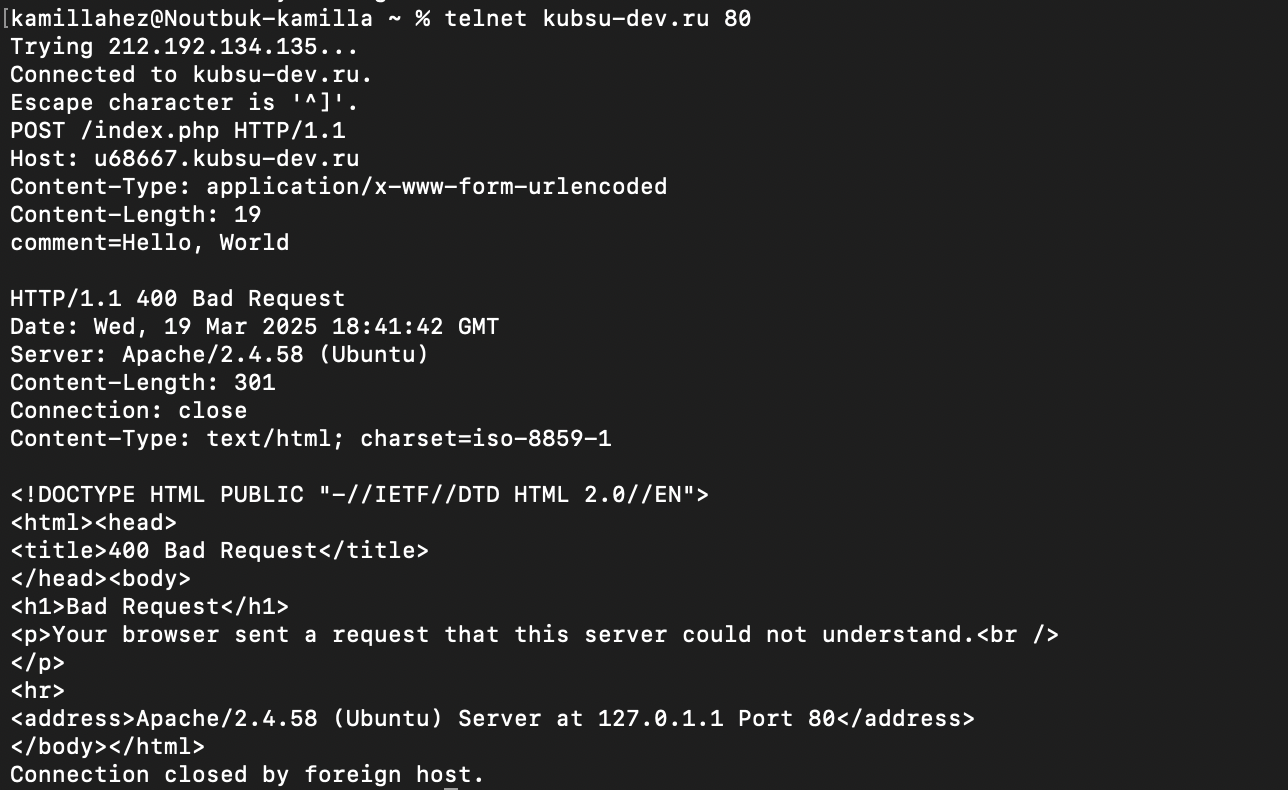 [kamillahez@Noutbuk-kamilla ~ % telnet kubsu-dev.ru 80
Trying 212.192.134.135...
Connected to kubsu-dev.ru.
Escape character is '^]'.
POST /index.php HTTP/1.1
Host: u68667.kubsu-dev.ru
Content-Type: application/x-www-form-urlencoded
Content-Length: 19
comment=Hello, World

HTTP/1.1 400 Bad Request
Date: Wed, 19 Mar 2025 18:41:42 GMT
Server: Apache/2.4.58 (Ubuntu)
Content-Length: 301
Connection: close
Content-Type: text/html; charset=iso-8859-1

<!DOCTYPE HTML PUBLIC "-//IETF//DTD HTML 2.0//EN">
<html><head>
<title>400 Bad Request</title>
</head><body>
<h1>Bad Request</h1>
<p>Your browser sent a request that this server could not understand.<br />
</p>
<hr>
<address>Apache/2.4.58 (Ubuntu) Server at 127.0.1.1 Port 80</address>
</body></html>
Connection closed by foreign host.